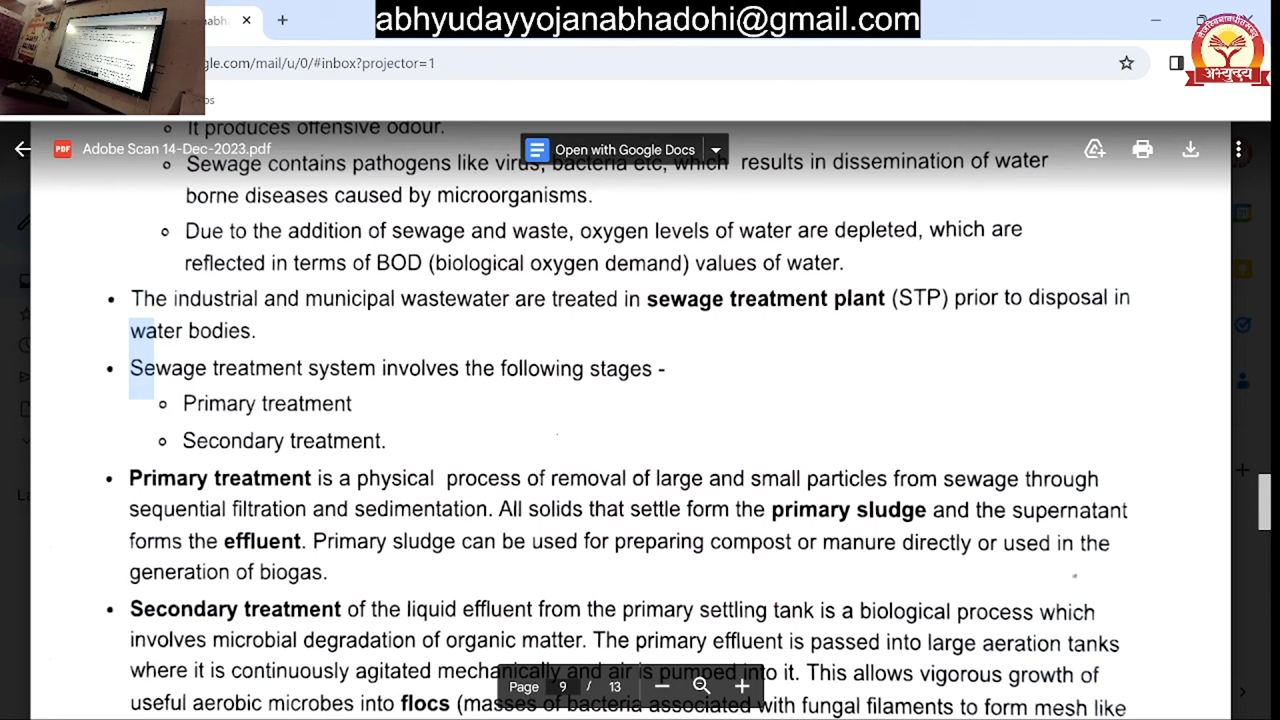 abhyudayyojanabhadohi@gmail.com
gle.com/mail/u/0/#inbox?projector=1
अभ्युदय
It produces offensive odour.
Adobe Scan 14-Dec-2023.pdf
Open with Google Docs
Sewage contains pathogens like virus, bacteria etc, which results in dissemination of water
borne diseases caused by microorganisms.
Due to the addition of sewage and waste, oxygen levels of water are depleted, which are
reflected in terms of BOD (biological oxygen demand) values of water.
• The industrial and municipal wastewater are treated in sewage treatment plant (STP) prior to disposal in
water bodies.
• Sewage treatment system involves the following stages -
Primary treatment
Secondary treatment.
• Primary treatment is a physical process of removal of large and small particles from sewage through
sequential filtration and sedimentation. All solids that settle form the primary sludge and the supernatant
forms the effluent. Primary sludge can be used for preparing compost or manure directly or used in the
generation of biogas.
• Secondary treatment of the liquid effluent from the primary settling tank is a biological process which
involves microbial degradation of organic matter. The primary effluent is passed into large aeration tanks
where it is continuously agitated mechanically and air is pumped into it. This allows vigorous growth of
useful aerobic microbes into flocs (masses of bacteria associated with fungal filaments to form mesh like
Page 9 / 13